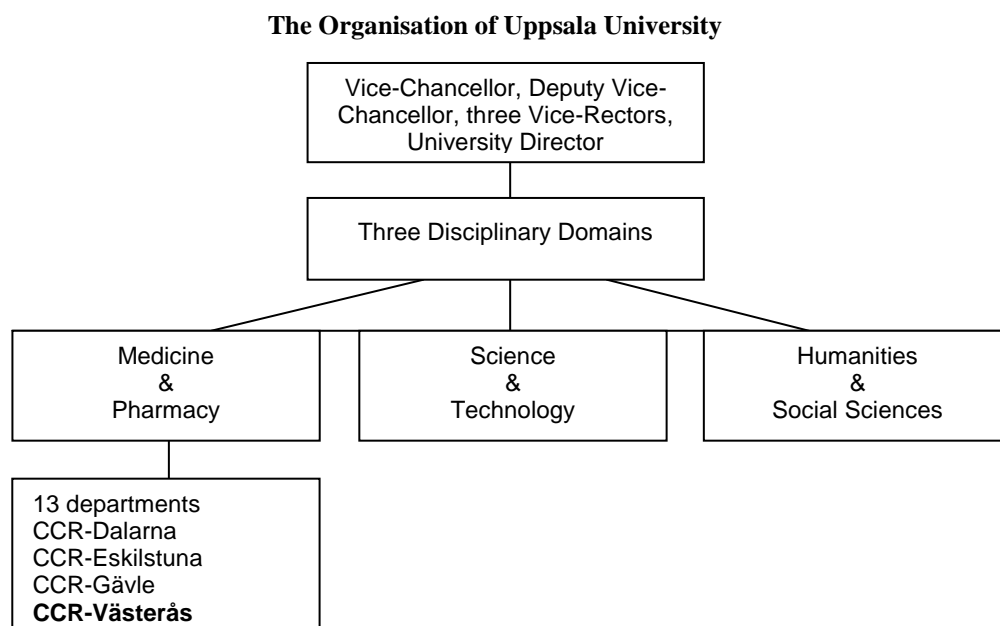 The Organisation of Uppsala University
Vice-Chancellor, Deputy Vice-
Chancellor, three Vice-Rectors,
University Director
Three Disciplinary Domains
Medicine
&
Pharmacy
Science
&
Technology
Humanities
&
Social Sciences
13 departments
CCR-Dalarna
CCR-Eskilstuna
CCR-Gävle
CCR-Västerås